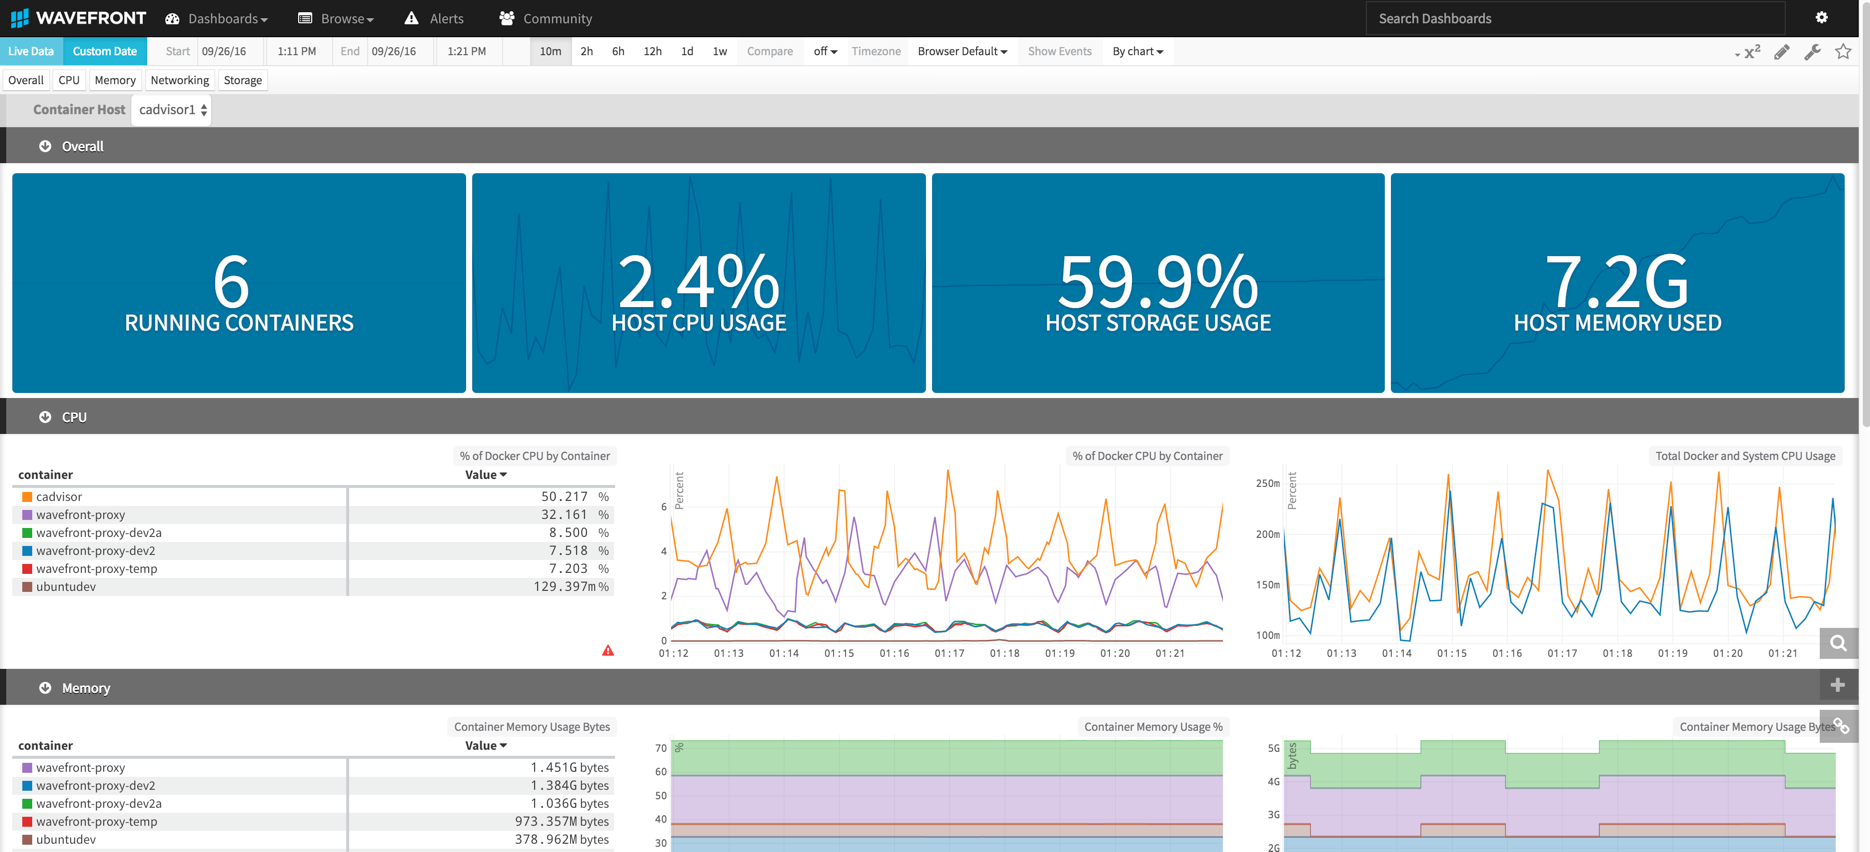 WAVEFRONT Dashboards Browse Alerts Community Search Dashboards
Live Data Custom Date Start 09/26/16 1:11 PM End 09/26/16 1:21 PM 10m 2h 6h 12h 1d 1w Compare off Timezone Browser Default Show Events By chart x²
Overall CPU Memory Networking Storage
Container Host cadvisor1
Overall
6
RUNNING CONTAINERS
2.4%
HOST CPU USAGE
59.9%
HOST STORAGE USAGE
7.2G
HOST MEMORY USED
CPU
% of Docker CPU by Container
container Value
cadvisor 50.217 %
wavefront-proxy 32.161 %
wavefront-proxy-dev2a 8.500 %
wavefront-proxy-dev2 7.518 %
wavefront-proxy-temp 7.203 %
ubuntudev 129.397m %
% of Docker CPU by Container
Percent
6
4
2
0
01:12 01:13 01:14 01:15 01:16 01:17 01:18 01:19 01:20 01:21
Total Docker and System CPU Usage
Percent
250m
200m
150m
100m
01:12 01:13 01:14 01:15 01:16 01:17 01:18 01:19 01:20 01:21
Memory
Container Memory Usage Bytes
container Value
wavefront-proxy 1.451G bytes
wavefront-proxy-dev2 1.384G bytes
wavefront-proxy-dev2a 1.036G bytes
wavefront-proxy-temp 973.357M bytes
ubuntudev 378.962M bytes
Container Memory Usage %
%
70
60
50
40
30
Container Memory Usage Bytes
bytes
5G
4G
3G
2G